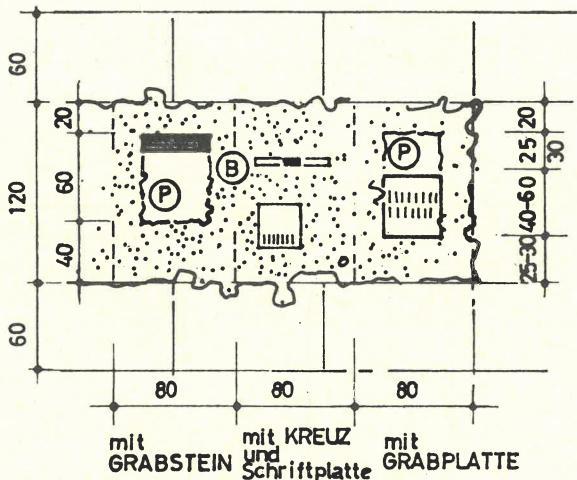 60
20
20
25
30
60
120
40-60
40
25-30
60
P
B
P
80
80
80
mit
GRABSTEIN
mit KREUZ
und
Schriftplatte
mit
GRABPLATTE